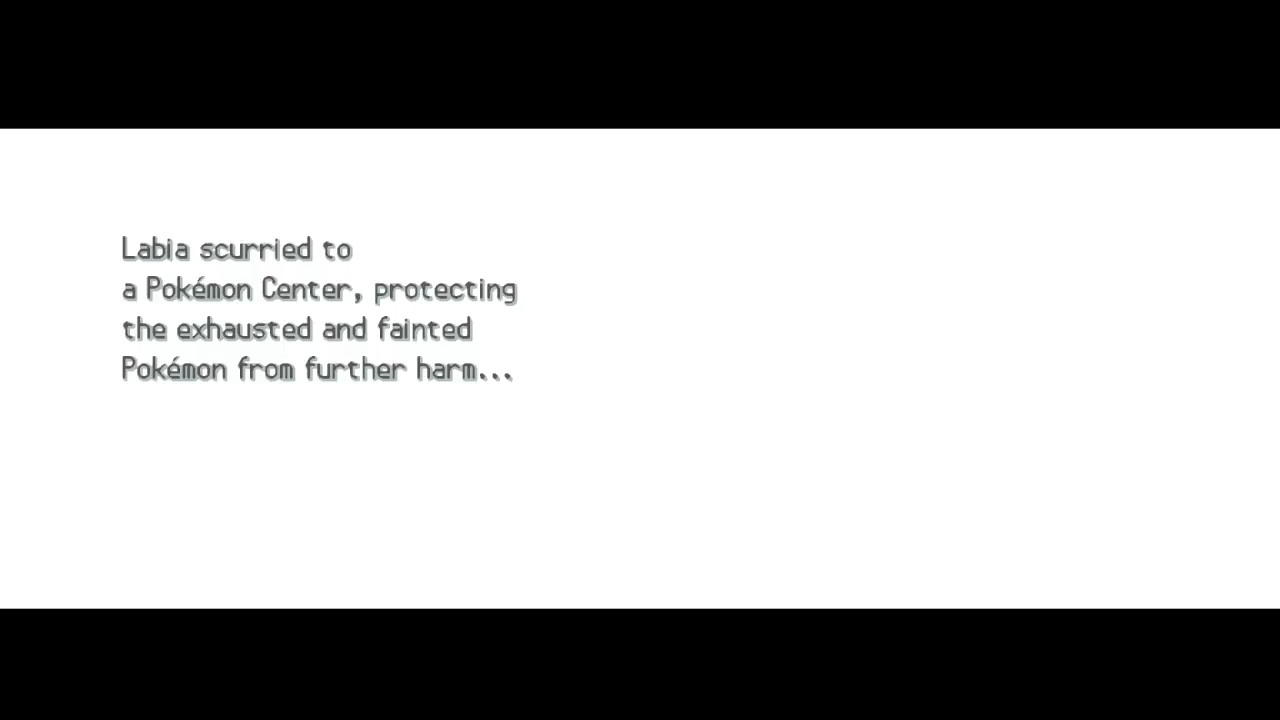 Labia scurried to
a Pokémon Center, protecting
the exhausted and fainted
Pokémon from further harm...